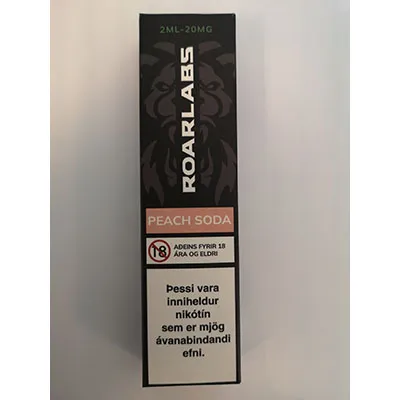 2ML-20MG
ROARLABS
PEACH SODA
18
AÐEINS FYRIR 18
ÁRA OG ELDRI
Þessi vara
inniheldur
nikótín
sem er mjög
ávanabindandi
efni.